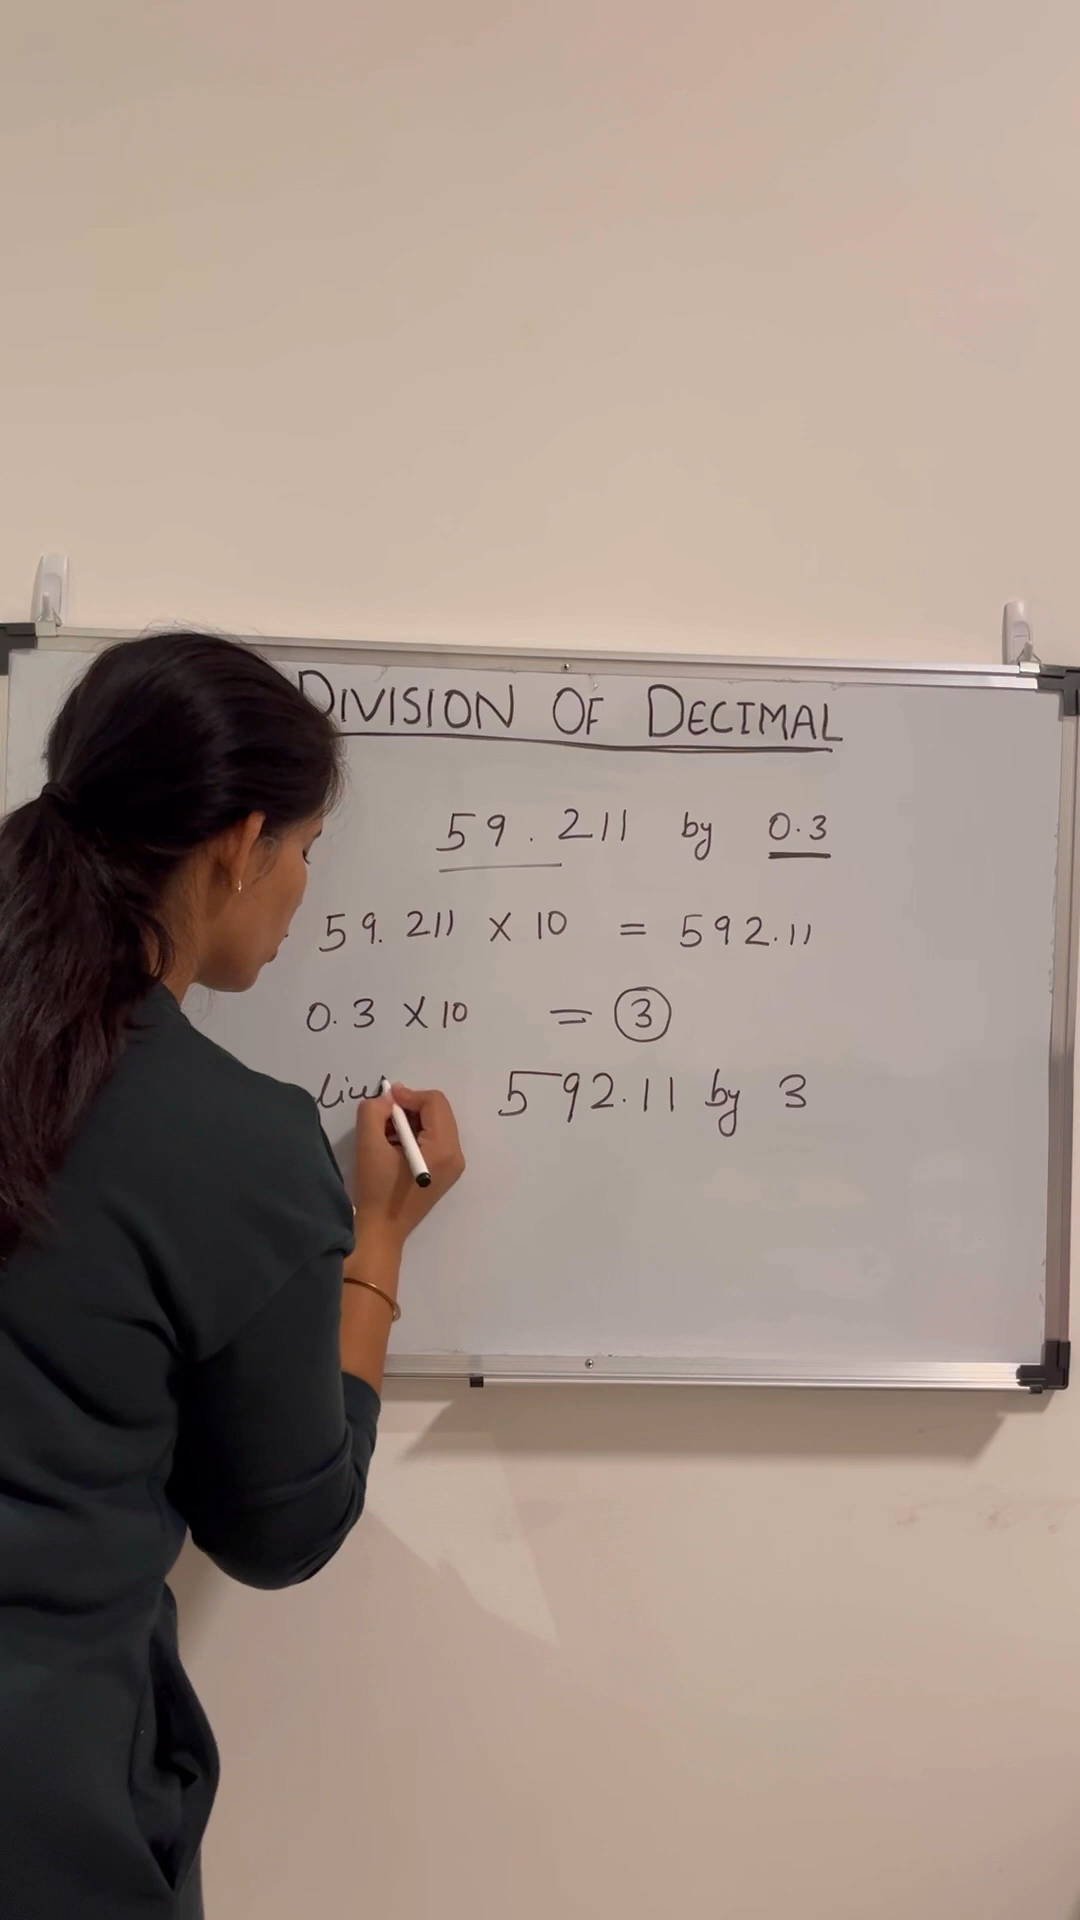 DIVISION OF DECIMAL
59.211 by 0.3
59.211 X 10 = 592.11
0.3 X 10 = 3
592.11 by 3